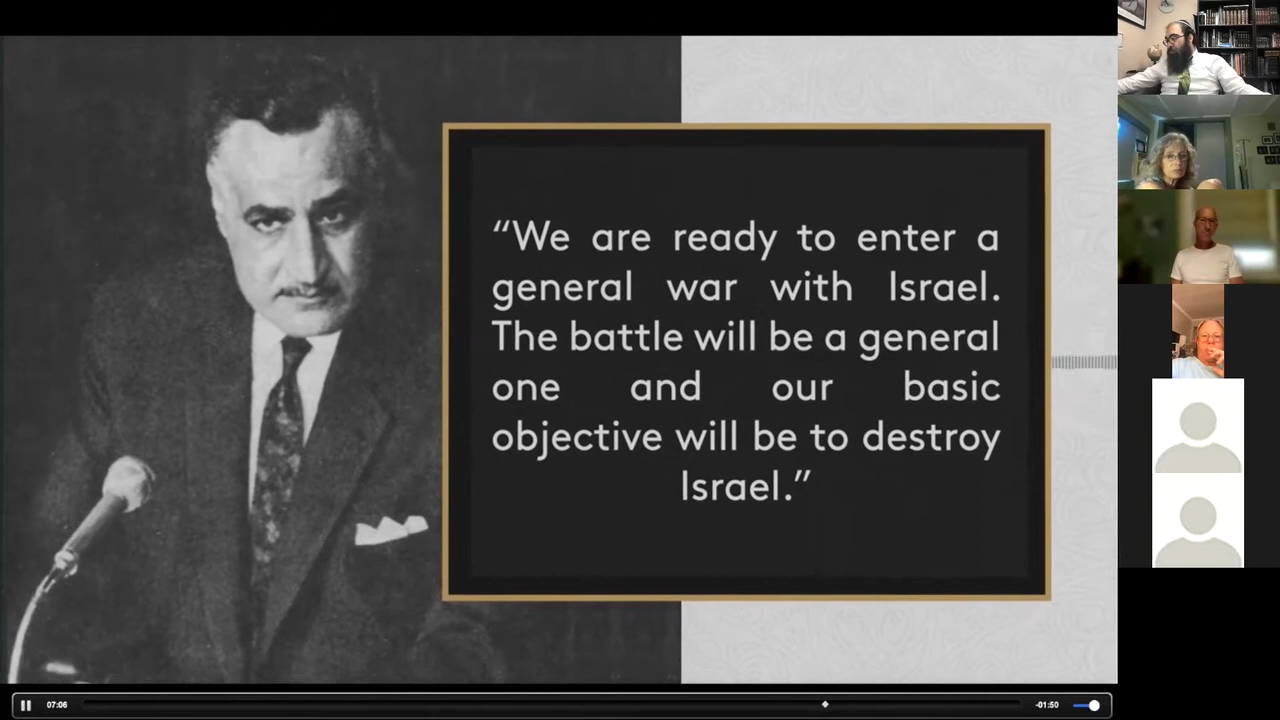 “We are ready to enter a
general war with Israel.
The battle will be a general
one and our basic
objective will be to destroy
Israel.”
07:06
-01:50